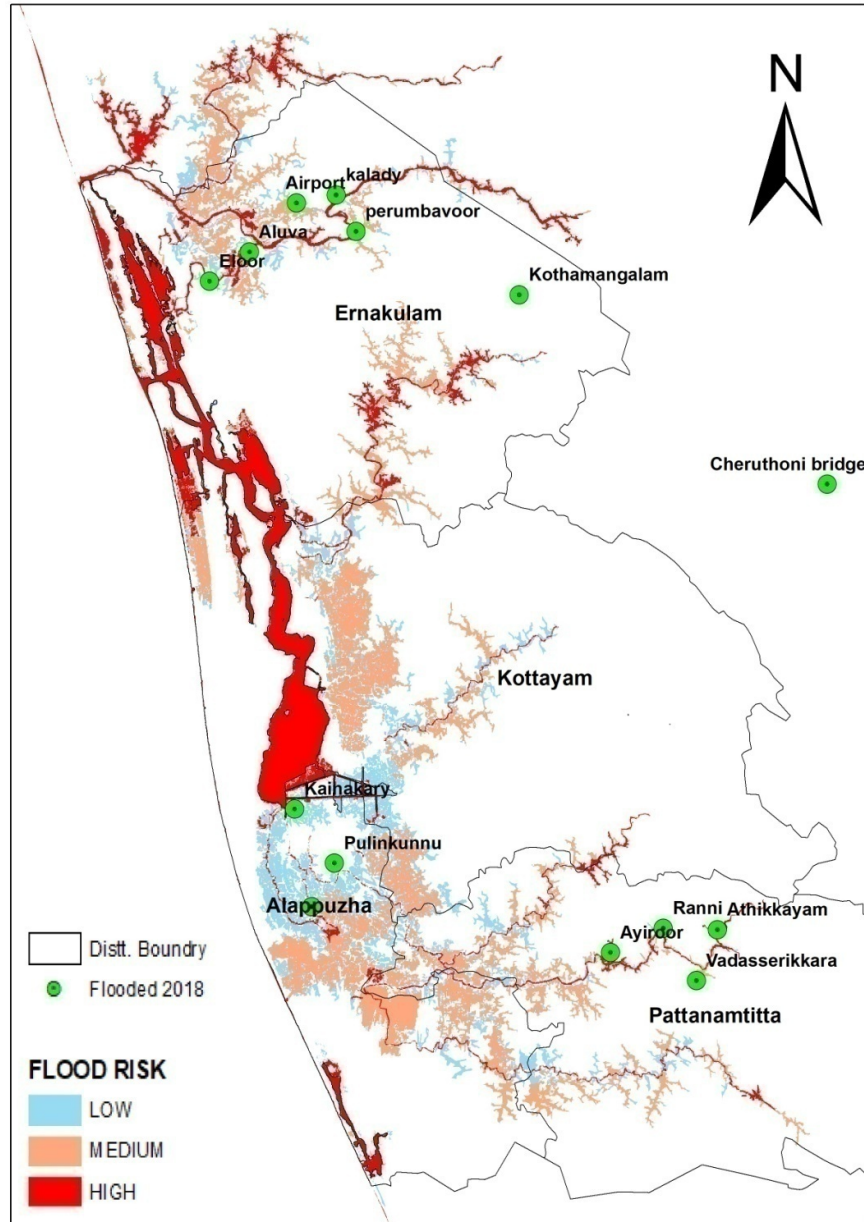 N
Airport
kalady
perumbavoor
Aluva
Eloor
Kothamangalam
Ernakulam
Cheruthoni bridge
Kottayam
Kaihakary
Pulinkunnu
Alappuzha
Ranni Athikkayam
Ayiroor
Vadasserikkara
Pattanamtitta
Distt. Boundry
Flooded 2018
FLOOD RISK
LOW
MEDIUM
HIGH